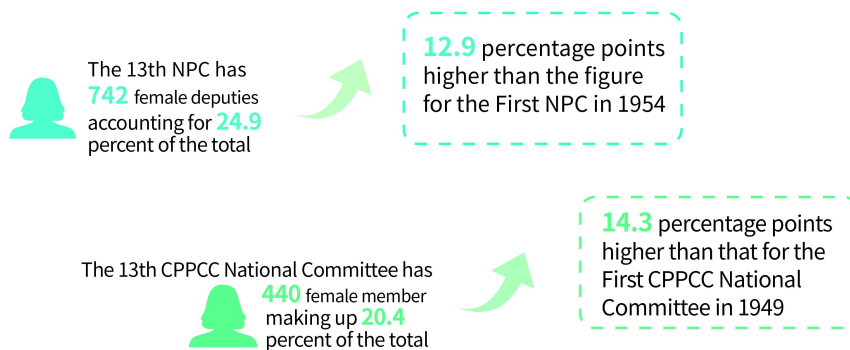 The 13th NPC has
742 female deputies
accounting for 24.9
percent of the total
12.9 percentage points
higher than the figure
for the First NPC in 1954
The 13th CPPCC National Committee has
440 female member
making up 20.4
percent of the total
14.3 percentage points
higher than that for the
First CPPCC National
Committee in 1949